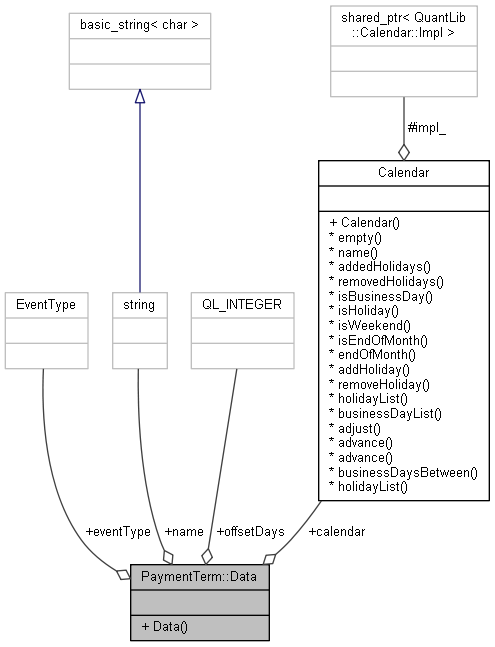 basic_string< char >
shared_ptr< QuantLib
::Calendar::Impl >
#impl_
Calendar
+ Calendar()
* empty()
* name()
* addedHolidays()
* removedHolidays()
* isBusinessDay()
* isHoliday()
* isWeekend()
* isEndOfMonth()
* endOfMonth()
* addHoliday()
* removeHoliday()
* holidayList()
* businessDayList()
* adjust()
* advance()
* advance()
* businessDaysBetween()
* holidayList()
EventType
string
QL_INTEGER
+eventType
+name
+offsetDays
+calendar
PaymentTerm::Data
+ Data()